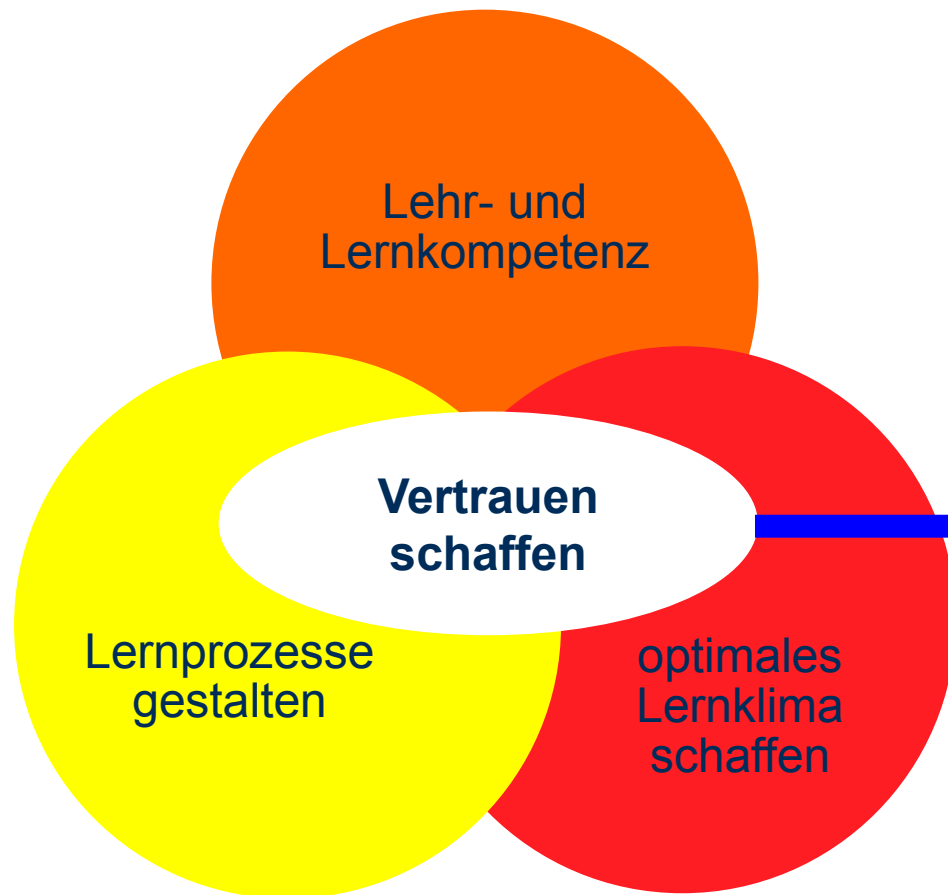 Lehr- und
Lernkompetenz
Vertrauen
schaffen
Lernprozesse
gestalten
optimales
Lernklima
schaffen